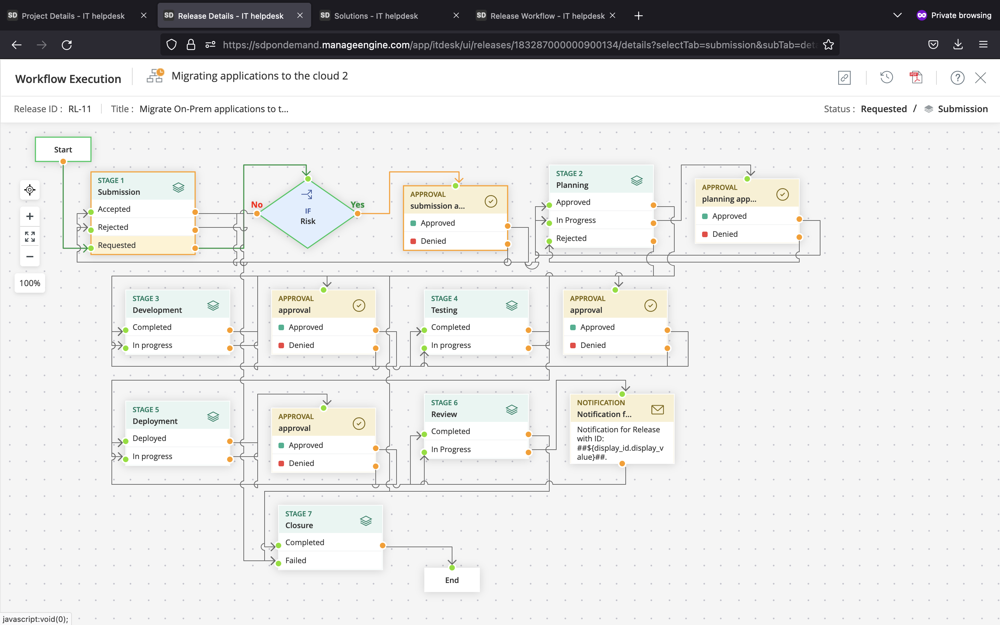 SD Project Details - IT helpdesk
SD Release Details - IT helpdesk
SD Solutions - IT helpdesk
SD Release Workflow - IT helpdesk
Private browsing
https://sdpondemand.manageengine.com/app/itdesk/ui/releases/183287000000900134/details?selectTab=submission&subTab=det
Workflow Execution
Migrating applications to the cloud 2
PDF
?
Release ID : RL-11
Title : Migrate On-Prem applications to t...
Status : Requested / Submission
Start
100%
STAGE 1
Submission
Accepted
Rejected
Requested
No
IF
Risk
Yes
APPROVAL
submission a...
Approved
Denied
STAGE 2
Planning
Approved
In Progress
Rejected
APPROVAL
planning app...
Approved
Denied
STAGE 3
Development
Completed
In progress
APPROVAL
approval
Approved
Denied
STAGE 4
Testing
Completed
In progress
APPROVAL
approval
Approved
Denied
STAGE 5
Deployment
Deployed
In progress
APPROVAL
approval
Approved
Denied
STAGE 6
Review
Completed
In Progress
NOTIFICATION
Notification f...
Notification for Release
with ID:
##${display_id.display_v
alue}##.
STAGE 7
Closure
Completed
Failed
End
javascript:void(0);